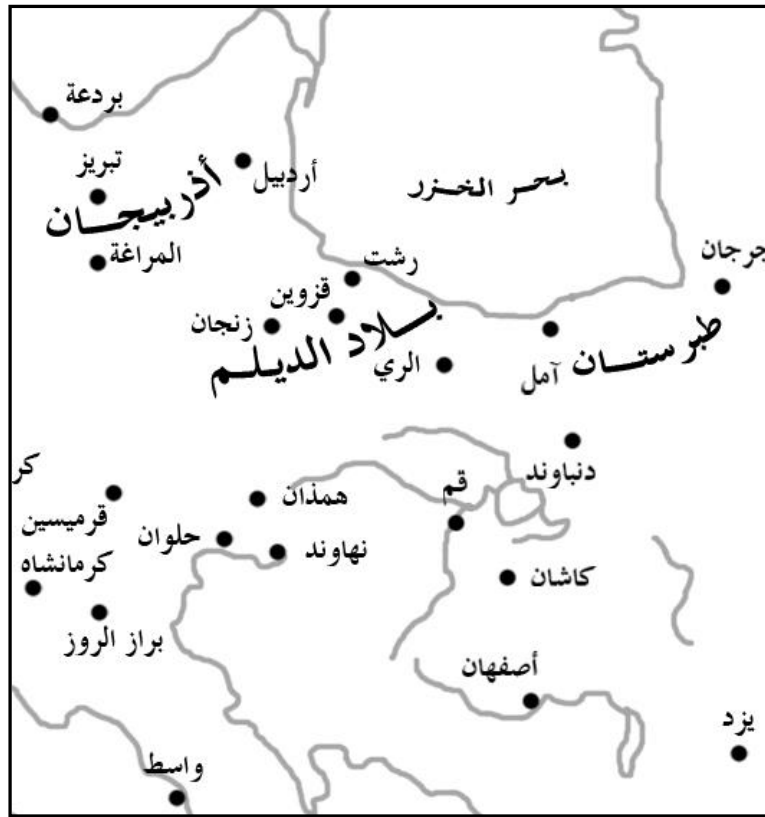 بردعة
تبريز
أردبيل
أذربيجان
المراغة
بحر الخزر
جرجان
رشت
قزوين
زنجان
بلاد الديلم
الري
آمل
طبرستان
دنباوند
كر
قرميسين
همذان
قم
حلوان
نهاوند
كرمانشاه
كاشان
براز الروز
أصفهان
يزد
واسط